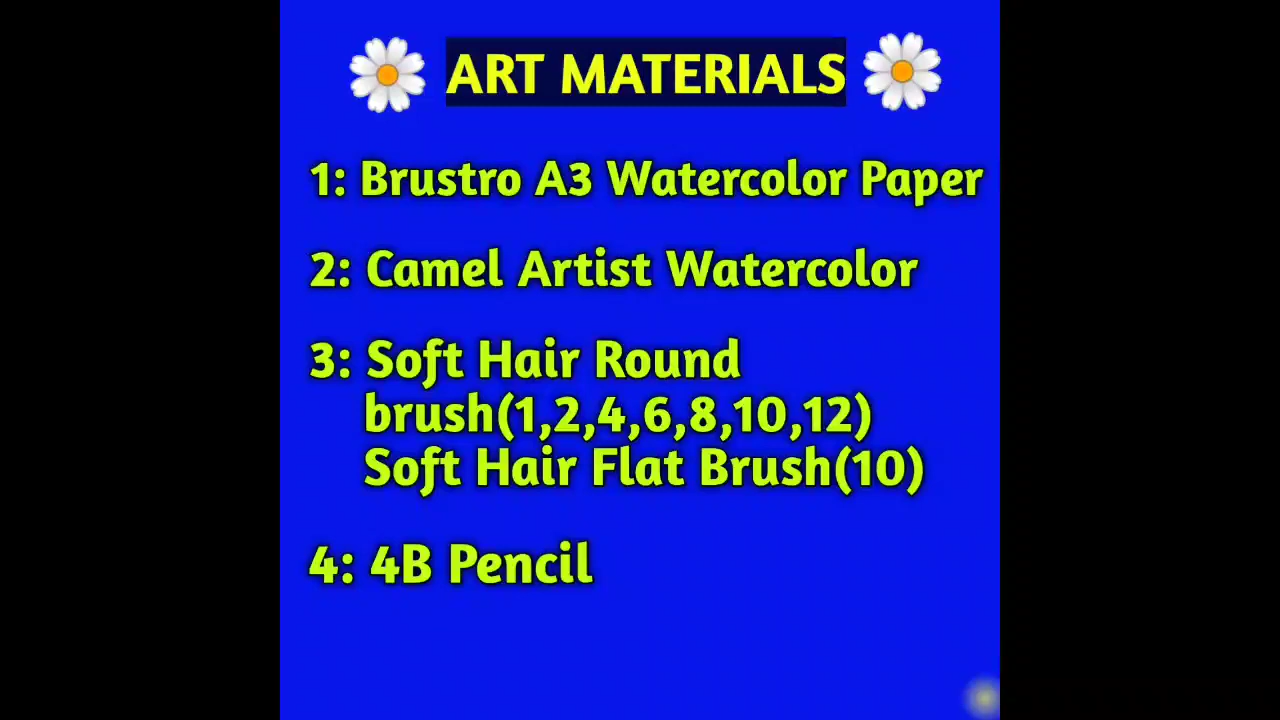 ART MATERIALS
1: Brustro A3 Watercolor Paper
2: Camel Artist Watercolor
3: Soft Hair Round
brush(1,2,4,6,8,10,12)
Soft Hair Flat Brush(10)
4: 4B Pencil